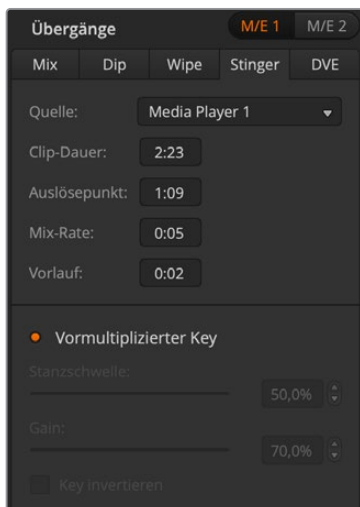 Übergänge M/E 1 M/E 2
Mix Dip Wipe Stinger DVE
Quelle: Media Player 1
Clip-Dauer: 2:23
Auslösepunkt: 1:09
Mix-Rate: 0:05
Vorlauf: 0:02
Vormultiplizierter Key
Stanzschwelle:
50,0%
Gain:
70,0%
Key invertieren